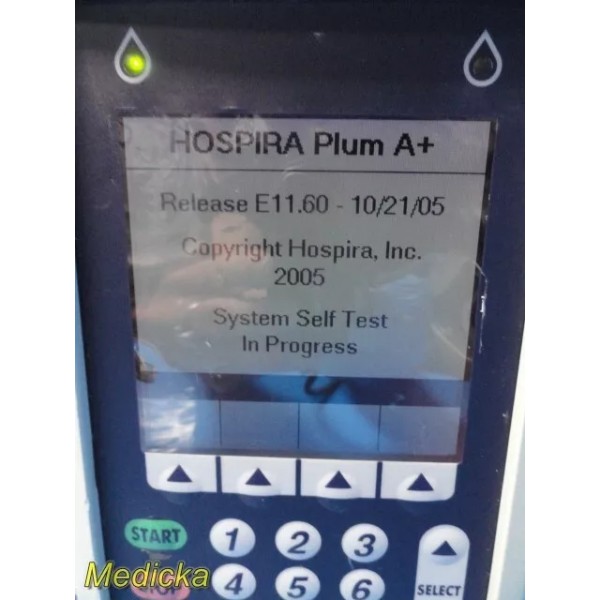 HOSPIRA Plum A+
Release E11.60 - 10/21/05
Copyright Hospira, Inc.
2005
System Self Test
In Progress
START
1 2 3
STOP
4 5 6
SELECT
Medicka